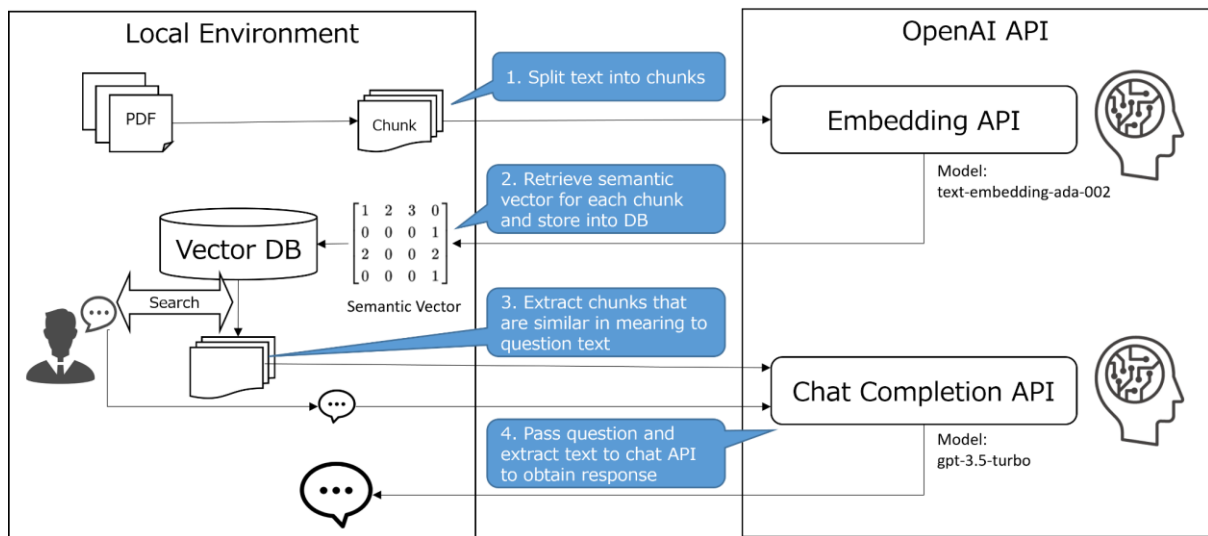 Local Environment
OpenAI API
1. Split text into chunks
PDF
Chunk
Embedding API
Model:
text-embedding-ada-002
2. Retrieve semantic
vector for each chunk
and store into DB
1 2 3 0
0 0 0 1
2 0 0 2
0 0 0 1
Vector DB
Semantic Vector
Search
3. Extract chunks that
are similar in mearing to
question text
Chat Completion API
4. Pass question and
extract text to chat API
to obtain response
Model:
gpt-3.5-turbo